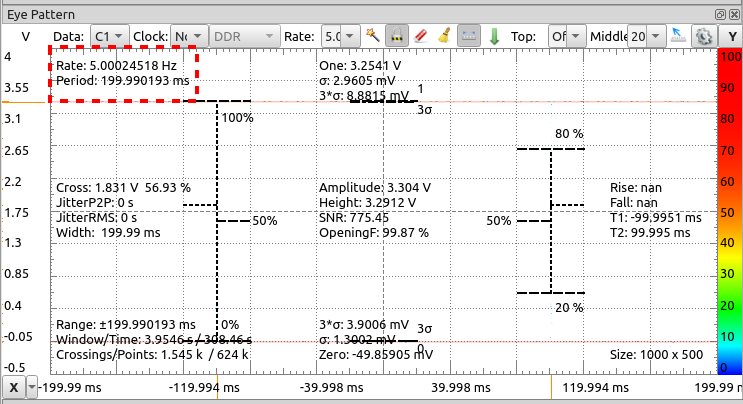 Eye Pattern
V Data: C1 Clock: Nc DDR Rate: 5.0 Top: Of Middle 20 Y
4
3.55
3.1
2.65
2.2
1.75
1.3
0.85
0.4
-0.05
-0.5
Rate: 5.00024518 Hz
Period: 199.990193 ms
One: 3.2541 V
σ: 2.9605 mV
3*σ: 8.8815 mV
1
3σ
100%
80 %
Cross: 1.831 V 56.93 %
JitterP2P: 0 s
JitterRMS: 0 s
Width: 199.99 ms
50%
Amplitude: 3.304 V
Height: 3.2912 V
SNR: 775.45
OpeningF: 99.87 %
50%
Rise: nan
Fall: nan
T1: -99.9951 ms
T2: 99.995 ms
20 %
Range: ±199.990193 ms
0%
Window/Time: 3.9546 s / 308.46 s
Crossings/Points: 1.545 k / 624 k
3*σ: 3.9006 mV
σ: 1.3002 mV
Zero: -49.85905 mV
3σ
0
Size: 1000 x 500
100
90
80
70
60
50
40
30
20
10
0
X -199.99 ms -119.994 ms -39.998 ms 39.998 ms 119.994 ms 199.99 m